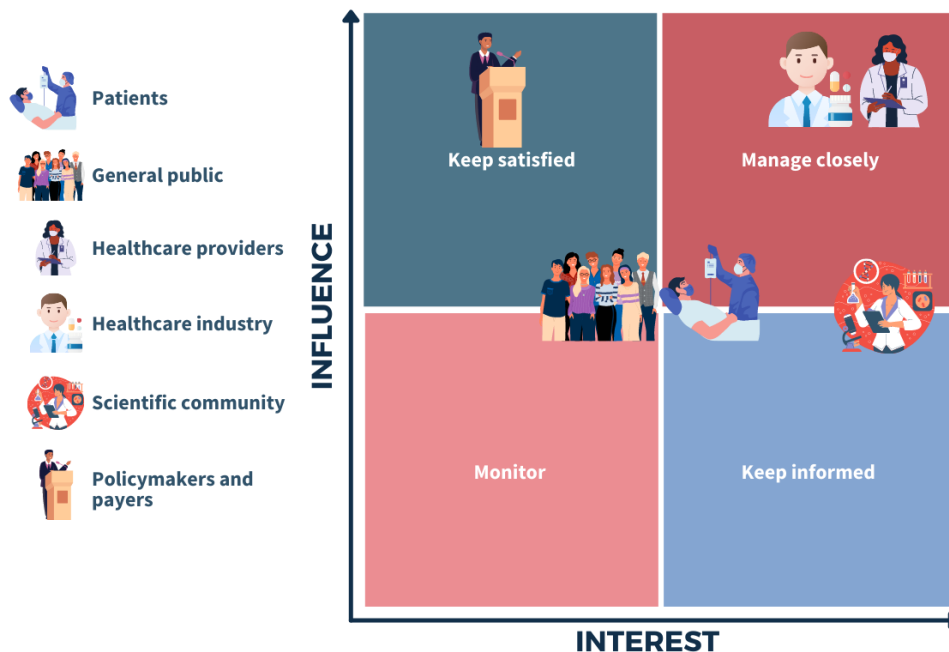 Patients
General public
Healthcare providers
Healthcare industry
Scientific community
Policymakers and
payers
INFLUENCE
Keep satisfied
Manage closely
Monitor
Keep informed
INTEREST